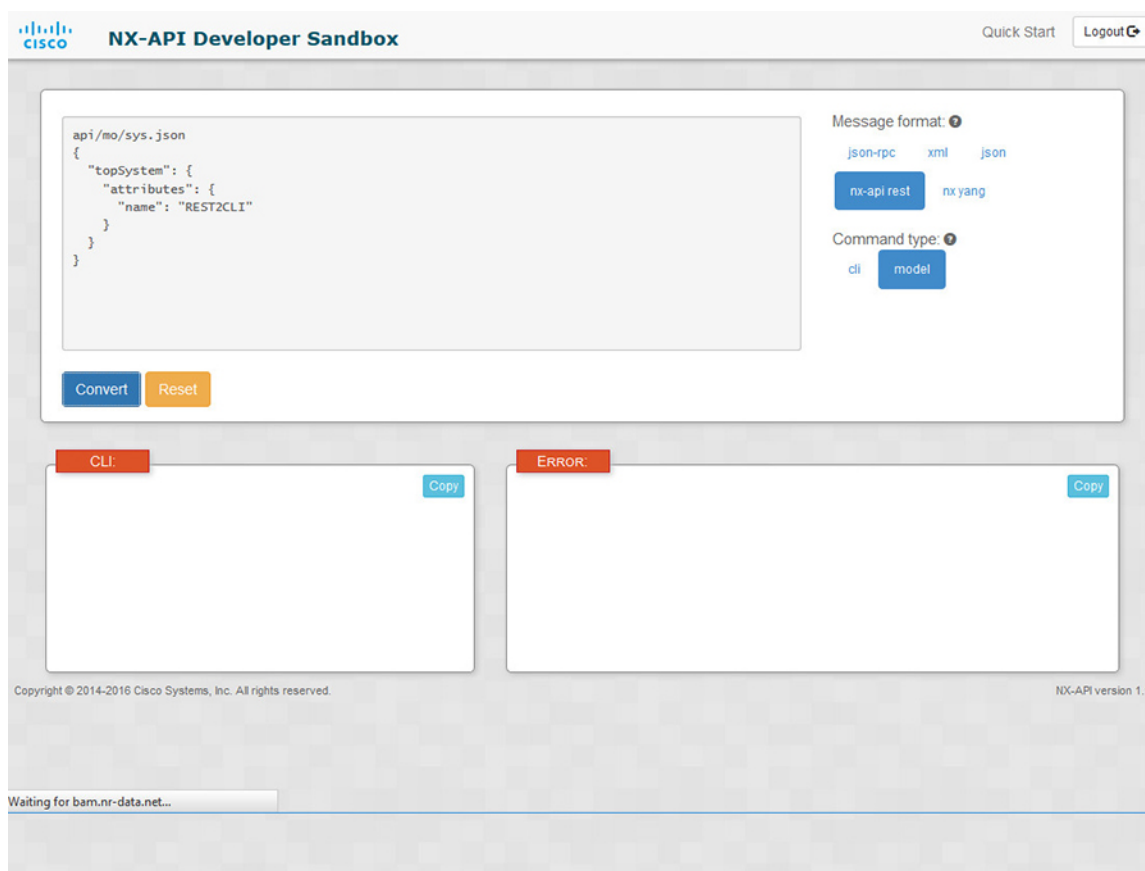 CISCO
NX-API Developer Sandbox
Quick Start
Logout
api/mo/sys.json
{
  "topSystem": {
    "attributes": {
      "name": "REST2CLI"
    }
  }
}
Message format:
json-rpc xml json
nx-api rest nx yang
Command type:
cli model
Convert Reset
CLI:
Copy
ERROR:
Copy
Copyright © 2014-2016 Cisco Systems, Inc. All rights reserved.
NX-API version 1.
Waiting for bam.nr-data.net...